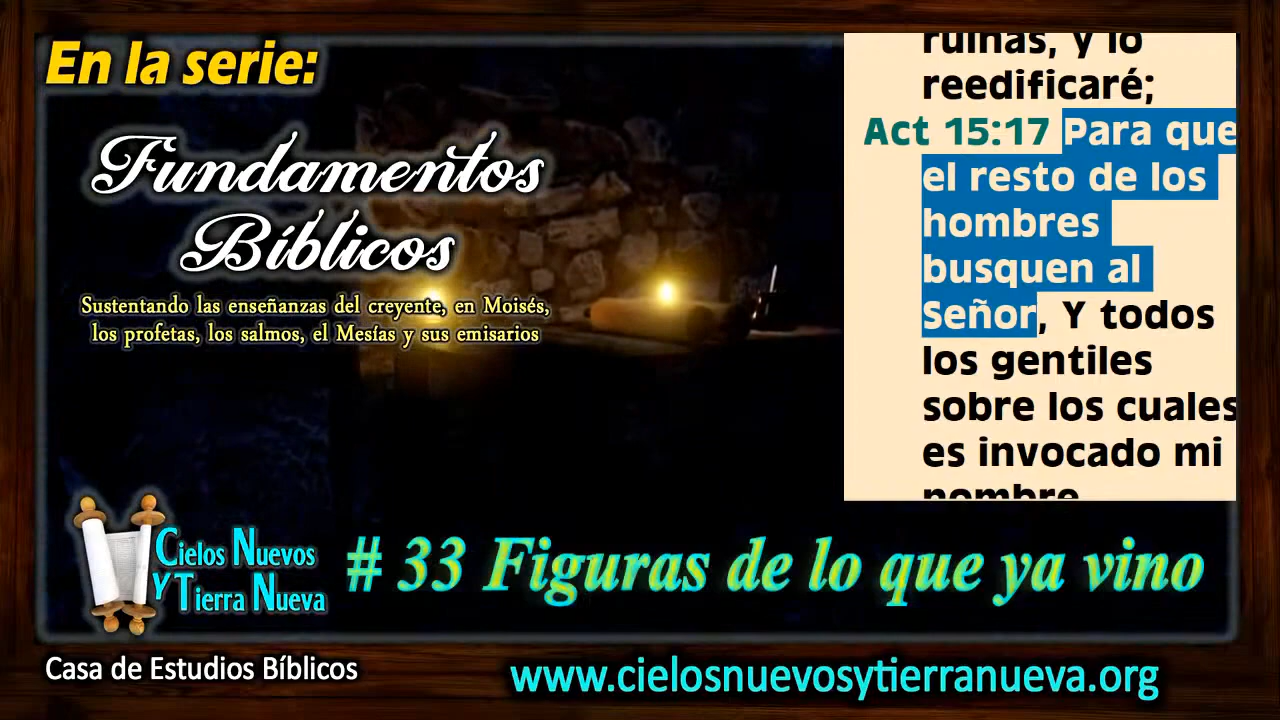 En la serie:
Fundamentos
Bíblicos
Sustentando las enseñanzas del creyente, en Moisés,
los profetas, los salmos, el Mesías y sus emisarios
ruinas, y lo
reedificaré;
Act 15:17 Para que
el resto de los
hombres
busquen al
Señor, Y todos
los gentiles
sobre los cuales
es invocado mi
nombre
Cielos Nuevos
Y Tierra Nueva
# 33 Figuras de lo que ya vino
Casa de Estudios Bíblicos
www.cielosnuevosytierranueva.org